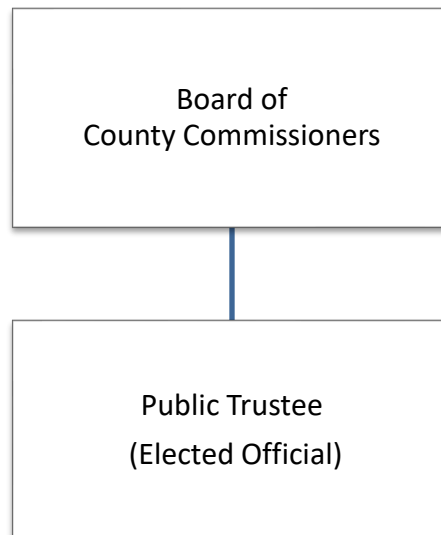 Board of
County Commissioners
Public Trustee
(Elected Official)